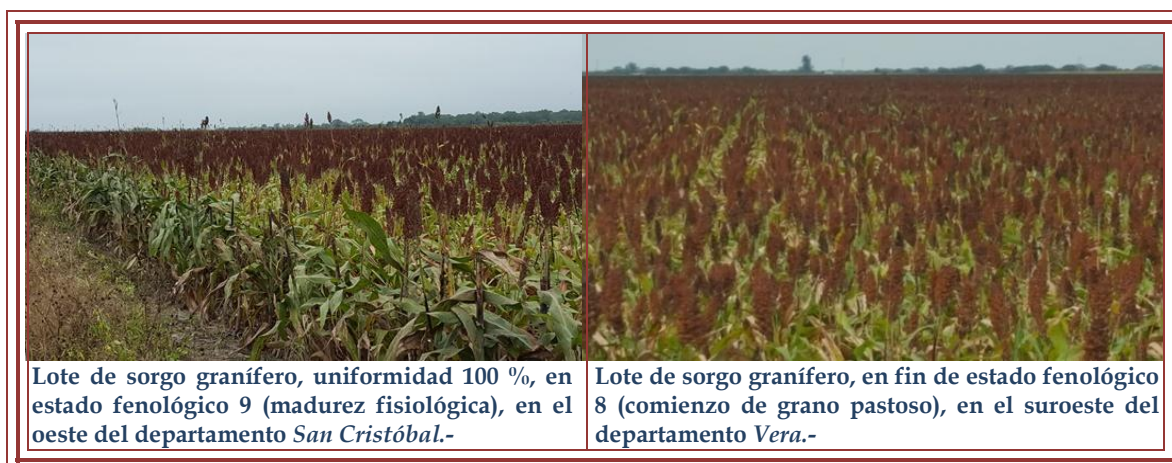 Lote de sorgo granífero, uniformidad 100 %, en
estado fenológico 9 (madurez fisiológica), en el
oeste del departamento San Cristóbal.-
Lote de sorgo granífero, en fin de estado fenológico
8 (comienzo de grano pastoso), en el suroeste del
departamento Vera.-